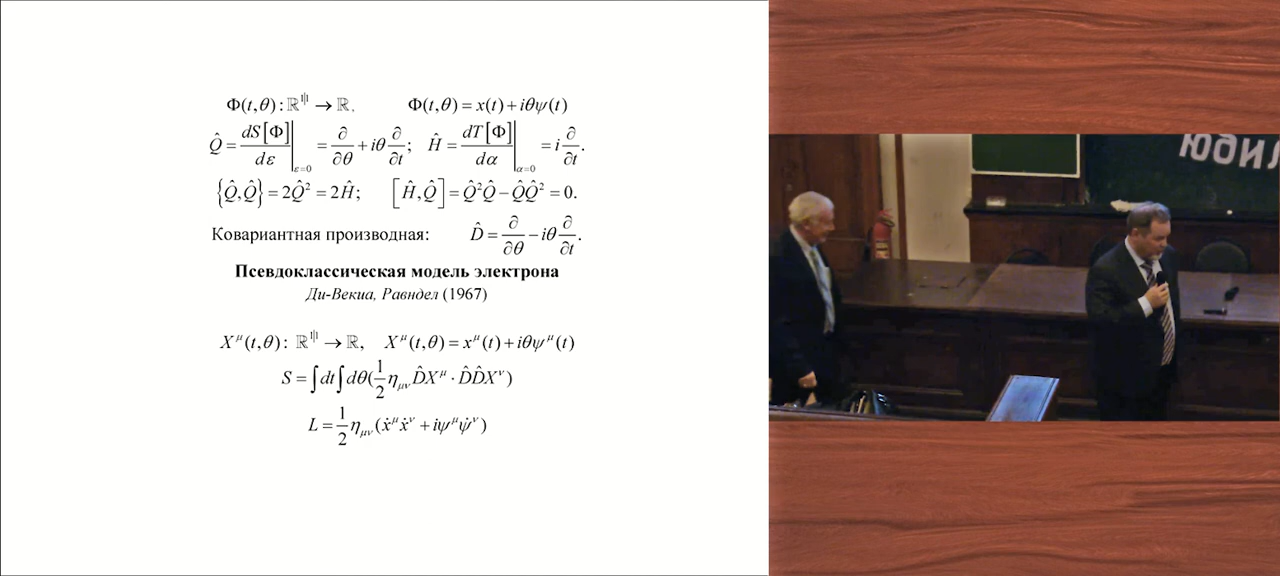 Φ(t,θ) : ℝ^{1|1} → ℝ, Φ(t,θ) = x(t) + iθψ(t)
Q̂ = dS[Φ]/dε |_{ε=0} = ∂/∂θ + iθ ∂/∂t; Ĥ = dT[Φ]/dα |_{α=0} = i ∂/∂t.
{Q̂,Q̂} = 2Q̂² = 2Ĥ; [Ĥ,Q̂] = Q̂²Q̂ − Q̂Q̂² = 0.
Ковариантная производная: D̂ = ∂/∂θ − iθ ∂/∂t.
Псевдоклассическая модель электрона
Ди-Векиа, Равндел (1967)
X^μ(t,θ) : ℝ^{1|1} → ℝ, X^μ(t,θ) = x^μ(t) + iθψ^μ(t)
S = ∫dt∫dθ(1/2 η_{μν} D̂X^μ · D̂D̂X^ν)
L = 1/2 η_{μν}(ẋ^μẋ^ν + iψ^μψ̇^ν)